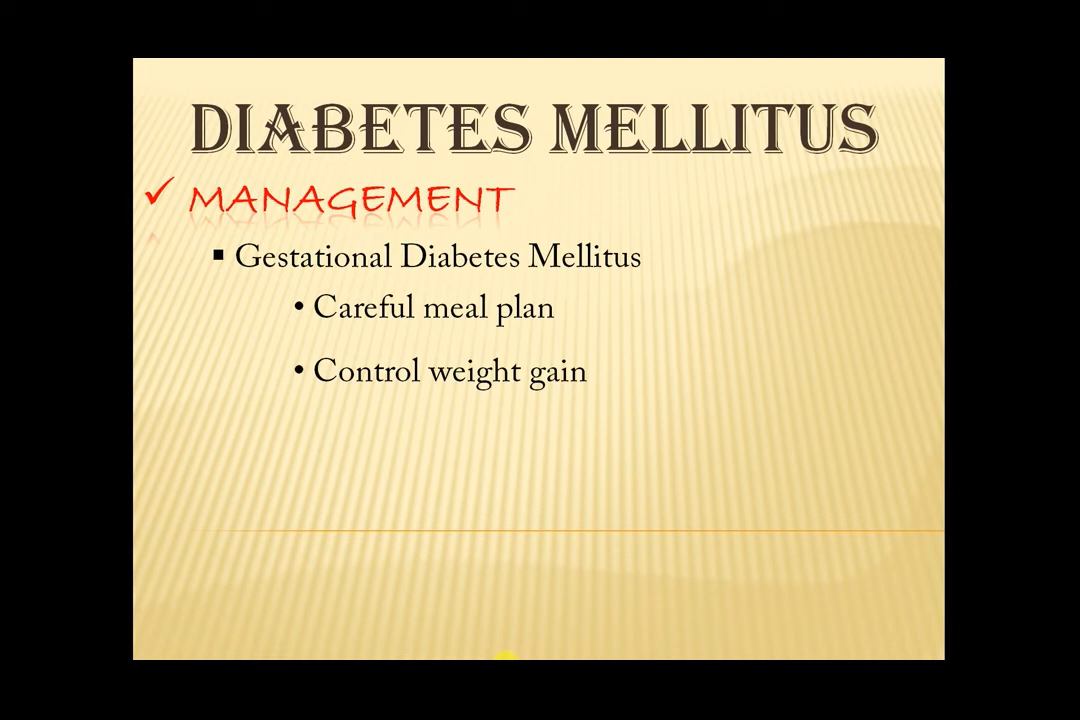 DIABETES MELLITUS
✓ MANAGEMENT
▪ Gestational Diabetes Mellitus
• Careful meal plan
• Control weight gain